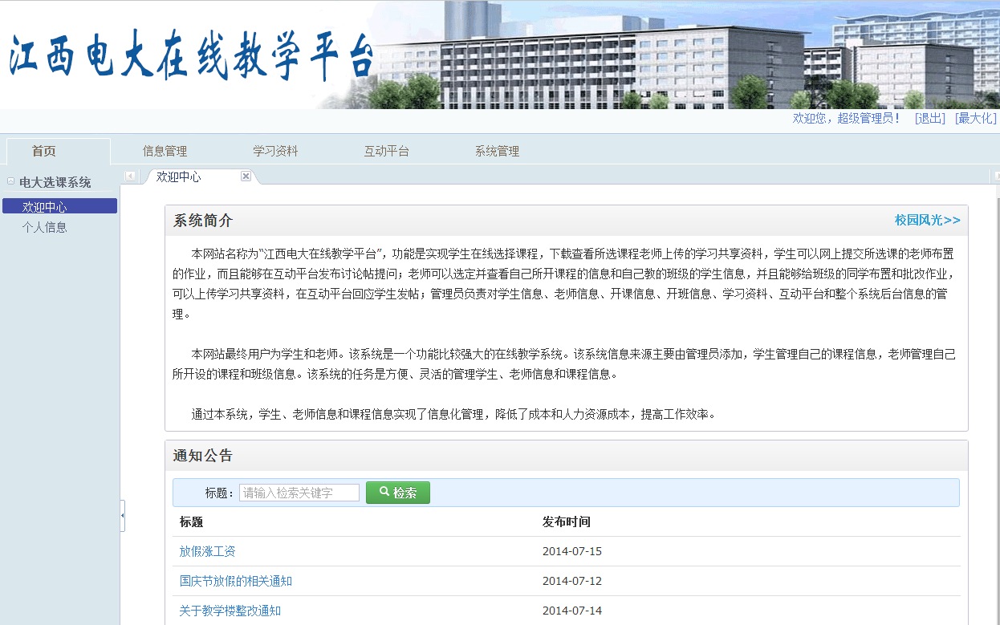 江西电大在线教学平台
欢迎您，超级管理员！ [退出] [最大化]
首页 信息管理 学习资料 互动平台 系统管理
电大选课系统
欢迎中心
个人信息
欢迎中心
系统简介 校园风光>>
本网站名称为“江西电大在线教学平台”，功能是实现学生在线选择课程，下载查看所选课程老师上传的学习共享资料，学生可以网上提交所选课的老师布置
的作业，而且能够在互动平台发布讨论帖提问；老师可以选定并查看自己所开课程的信息和自己教的班级的学生信息，并且能够给班级的同学布置和批改作业，
可以上传学习共享资料，在互动平台回应学生发帖；管理员负责对学生信息、老师信息、开课信息、开班信息、学习资料、互动平台和整个系统后台信息的管
理。
本网站最终用户为学生和老师。该系统是一个功能比较强大的在线教学系统。该系统信息来源主要由管理员添加，学生管理自己的课程信息，老师管理自己
所开设的课程和班级信息。该系统的任务是方便、灵活的管理学生、老师信息和课程信息。
通过本系统，学生、老师信息和课程信息实现了信息化管理，降低了成本和人力资源成本，提高工作效率。
通知公告
标题： 请输入检索关键字 检索
标题 发布时间
放假涨工资 2014-07-15
国庆节放假的相关通知 2014-07-12
关于教学楼整改通知 2014-07-14